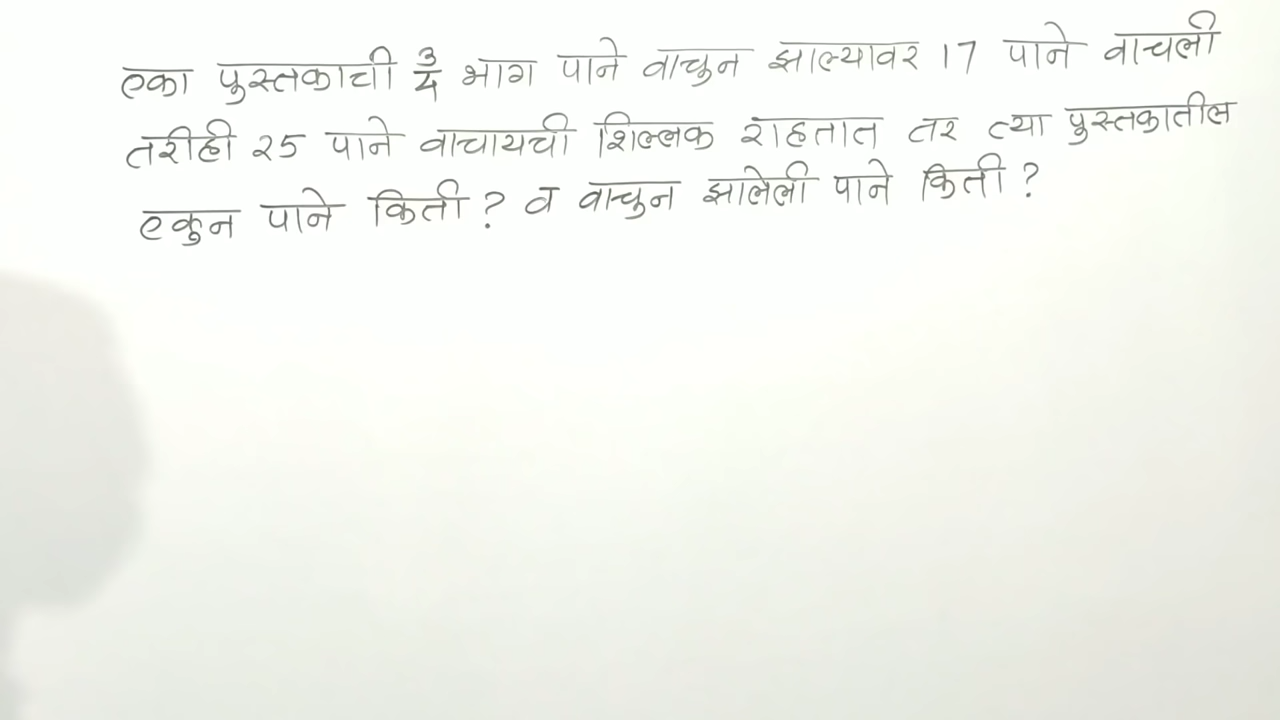 एका पुस्तकाची 3/4 भाग पाने वाचुन झाल्यावर 17 पाने वाचली
तरीही 25 पाने वाचायची शिल्लक राहतात तर त्या पुस्तकातील
एकुन पाने किती? व वाचुन झालेली पाने किती?